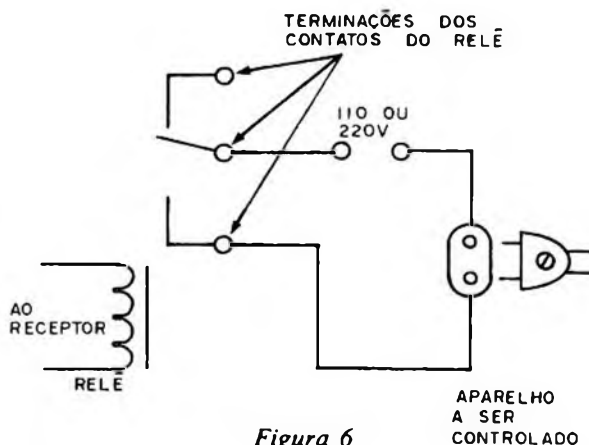 TERMINAÇÕES DOS
CONTATOS DO RELÊ
110 OU
220V
AO
RECEPTOR
RELÊ
APARELHO
A SER
CONTROLADO
Figura 6